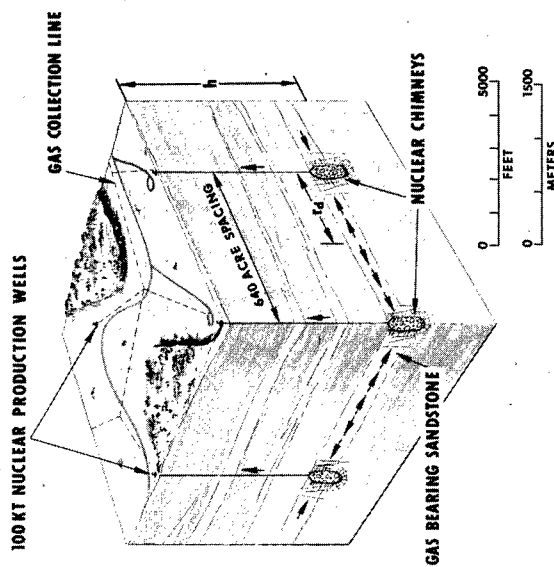 100 KT NUCLEAR PRODUCTION WELLS
GAS COLLECTION LINE
h
640 ACRE SPACING
PI
NUCLEAR CHIMNEYS
GAS BEARING SANDSTONE
0 5000
FEET
0 1500
METERS